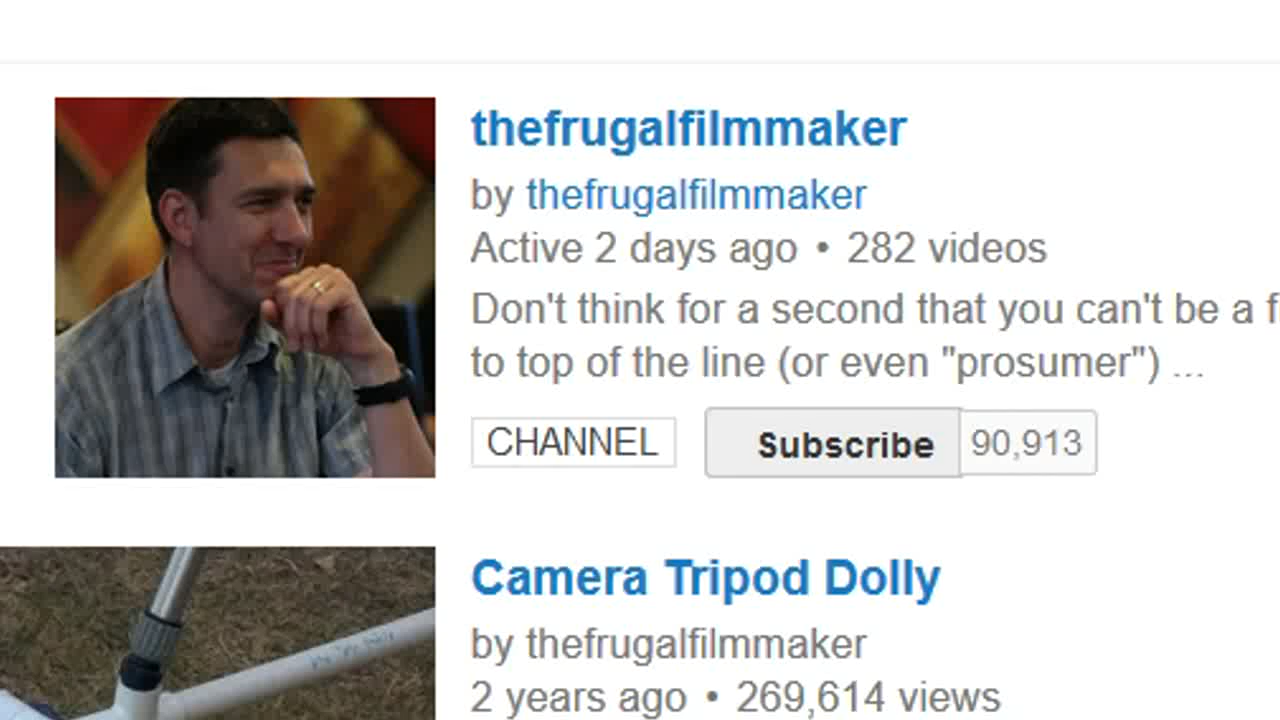 thefrugalfilmmaker
by thefrugalfilmmaker
Active 2 days ago • 282 videos
Don't think for a second that you can't be a f
to top of the line (or even "prosumer") ...
CHANNEL
Subscribe 90,913
Camera Tripod Dolly
by thefrugalfilmmaker
2 years ago • 269,614 views